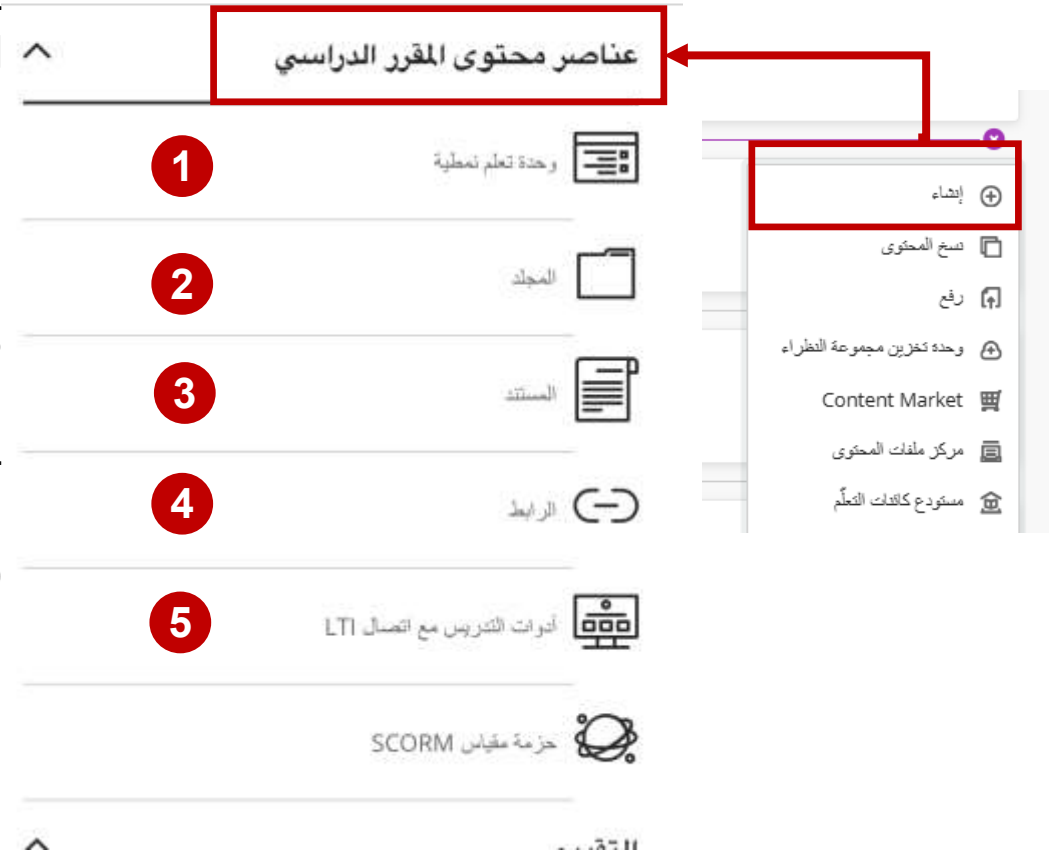 عناصر محتوى المقرر الدراسي
1
وحدة تعلم نمطية
2
المجلد
3
المستند
4
الرابط
5
أدوات التدريس مع اتصال LTI
حزمة مقياس SCORM
إنشاء
نسخ المحتوى
رفع
وحدة تخزين مجموعة النظراء
Content Market
مركز ملفات المحتوى
مستودع كائنات التعلّم